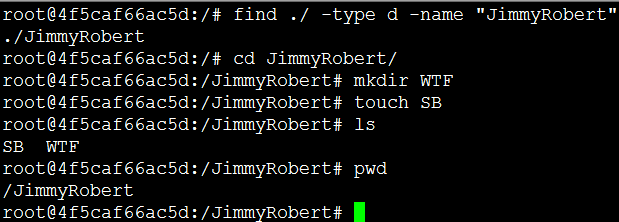 root@4f5caf66ac5d:/# find ./ -type d -name "JimmyRobert"
./JimmyRobert
root@4f5caf66ac5d:/# cd JimmyRobert/
root@4f5caf66ac5d:/JimmyRobert# mkdir WTF
root@4f5caf66ac5d:/JimmyRobert# touch SB
root@4f5caf66ac5d:/JimmyRobert# ls
SB  WTF
root@4f5caf66ac5d:/JimmyRobert# pwd
/JimmyRobert
root@4f5caf66ac5d:/JimmyRobert#